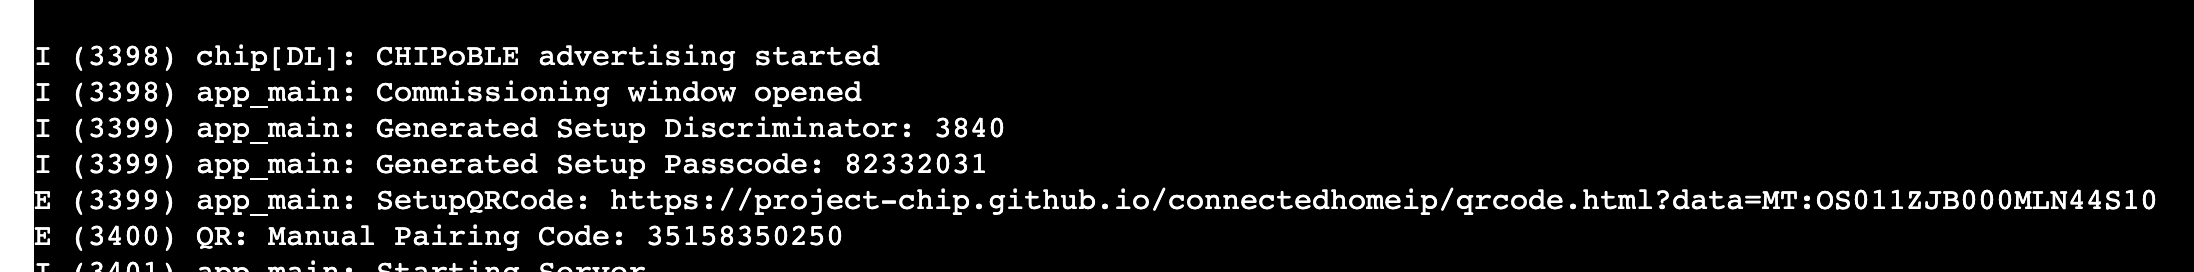 I (3398) chip[DL]: CHIPoBLE advertising started
I (3398) app_main: Commissioning window opened
I (3399) app_main: Generated Setup Discriminator: 3840
I (3399) app_main: Generated Setup Passcode: 82332031
E (3399) app_main: SetupQRCode: https://project-chip.github.io/connectedhomeip/qrcode.html?data=MT:OS011ZJB000MLN44S10
E (3400) QR: Manual Pairing Code: 35158350250
I (3401) app_main: Starting Server